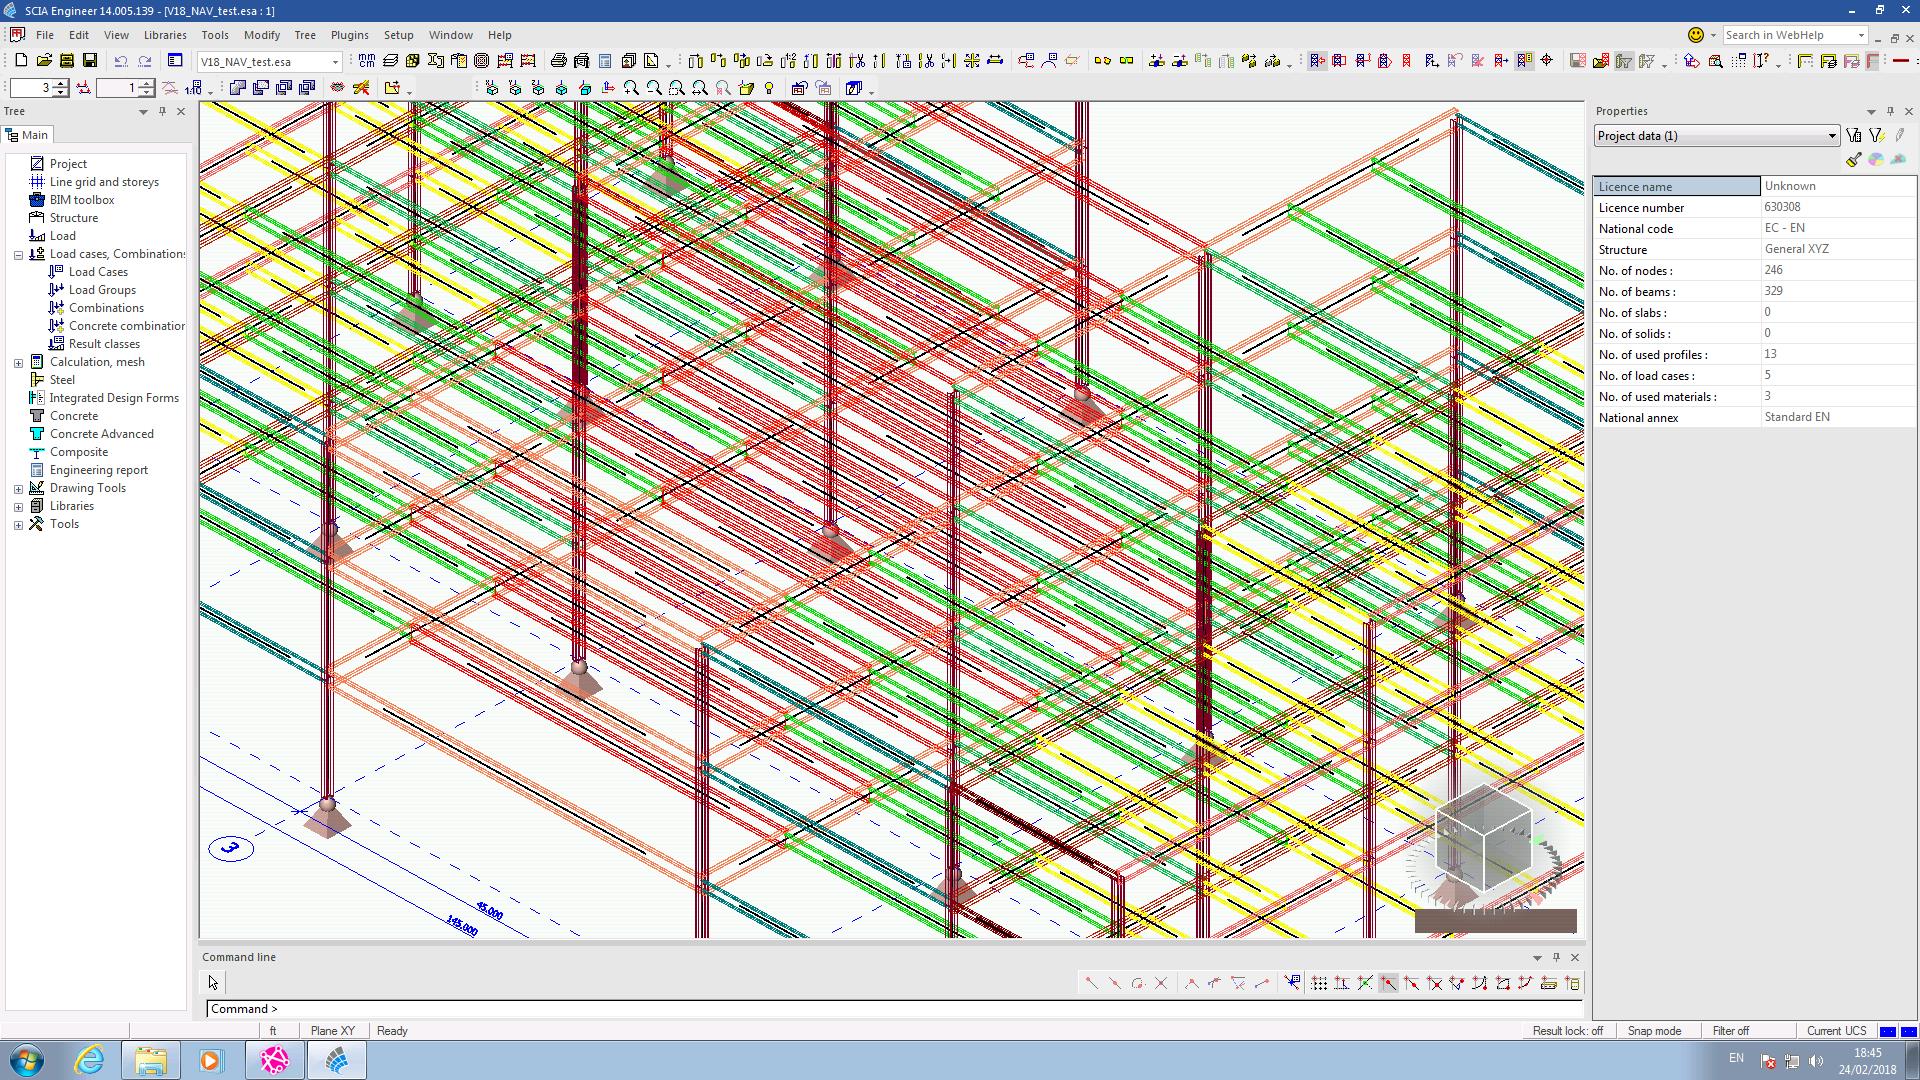 SCIA Engineer 14.005.139 - [V18_NAV_test.esa : 1]
File Edit View Libraries Tools Modify Tree Plugins Setup Window Help
Search in WebHelp
V18_NAV_test.esa
3
1
Tree
Main
Project
Line grid and storeys
BIM toolbox
Structure
Load
Load cases, Combinations
Load Cases
Load Groups
Combinations
Concrete combination
Result classes
Calculation, mesh
Steel
Integrated Design Forms
Concrete
Concrete Advanced
Composite
Engineering report
Drawing Tools
Libraries
Tools
3
45.000
145.000
Properties
Project data (1)
Licence name Unknown
Licence number 630308
National code EC - EN
Structure General XYZ
No. of nodes : 246
No. of beams : 329
No. of slabs : 0
No. of solids : 0
No. of used profiles : 13
No. of load cases : 5
No. of used materials : 3
National annex Standard EN
Command line
Command >
ft Plane XY Ready Result lock: off Snap mode Filter off Current UCS
EN
18:45
24/02/2018